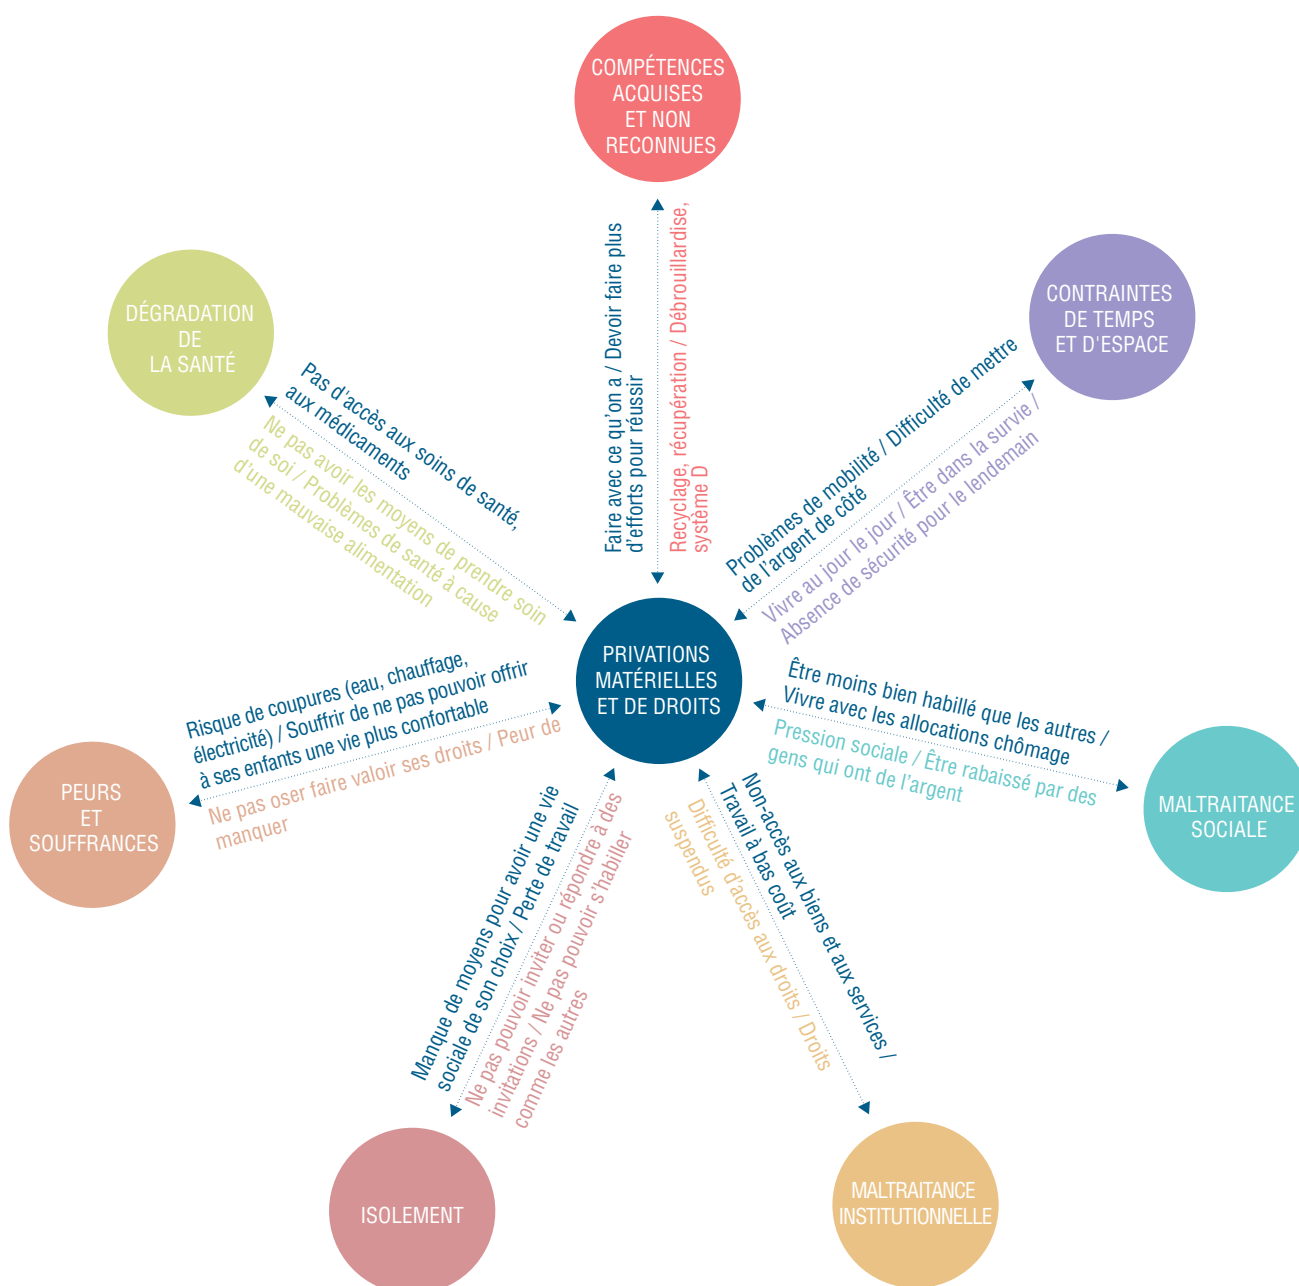 COMPÉTENCES
ACQUISES
ET NON
RECONNUES
Faire avec ce qu'on a / Devoir faire plus
d'efforts pour réussir
Recyclage, récupération / Débrouillardise,
système D
CONTRAINTES
DE TEMPS
ET D'ESPACE
Problèmes de mobilité / Difficulté de mettre
de l'argent de côté
Vivre au jour le jour / Être dans la survie /
Absence de sécurité pour le lendemain
DÉGRADATION
DE
LA SANTÉ
Pas d'accès aux soins de santé,
aux médicaments
Ne pas avoir les moyens de prendre soin
de soi / Problèmes de santé à cause
d'une mauvaise alimentation
PRIVATIONS
MATÉRIELLES
ET DE DROITS
Être moins bien habillé que les autres /
Vivre avec les allocations chômage
Pression sociale / Être rabaissé par des
gens qui ont de l'argent
MALTRAITANCE
SOCIALE
Risque de coupures (eau, chauffage,
électricité) / Souffrir de ne pas pouvoir offrir
à ses enfants une vie plus confortable
Ne pas oser faire valoir ses droits / Peur de
manquer
PEURS
ET
SOUFFRANCES
Manque de moyens pour avoir une vie
sociale de son choix / Perte de travail
Ne pas pouvoir inviter ou répondre à des
invitations / Ne pas pouvoir s'habiller
comme les autres
ISOLEMENT
Non-accès aux biens et aux services /
Travail à bas coût
Difficulté d'accès aux droits / Droits
suspendus
MALTRAITANCE
INSTITUTIONNELLE